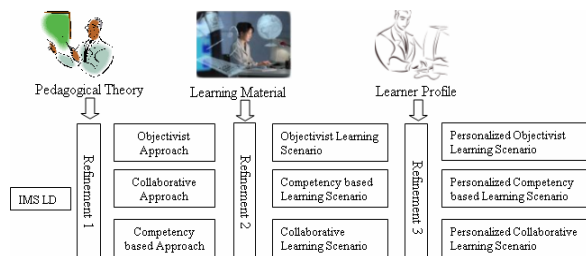 Pedagogical Theory
Learning Material
Learner Profile
IMS LD
Refinement 1
Objectivist
Approach
Collaborative
Approach
Competency
based Approach
Refinement 2
Objectivist Learning
Scenario
Competency based
Learning Scenario
Collaborative
Learning Scenario
Refinement 3
Personalized Objectivist
Learning Scenario
Personalized Competency
based Learning Scenario
Personalized Collaborative
Learning Scenario